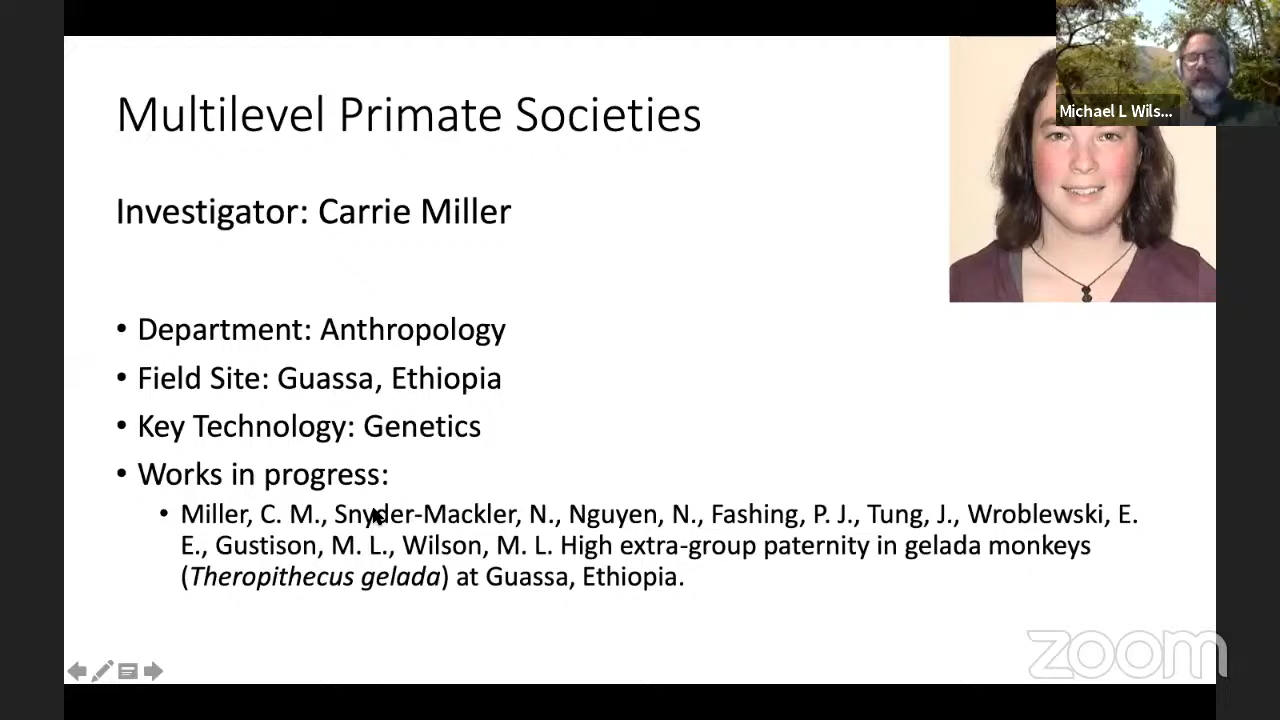 Multilevel Primate Societies
Michael L Wils...
Investigator: Carrie Miller
• Department: Anthropology
• Field Site: Guassa, Ethiopia
• Key Technology: Genetics
• Works in progress:
• Miller, C. M., Snyder-Mackler, N., Nguyen, N., Fashing, P. J., Tung, J., Wroblewski, E.
E., Gustison, M. L., Wilson, M. L. High extra-group paternity in gelada monkeys
(Theropithecus gelada) at Guassa, Ethiopia.
zoom